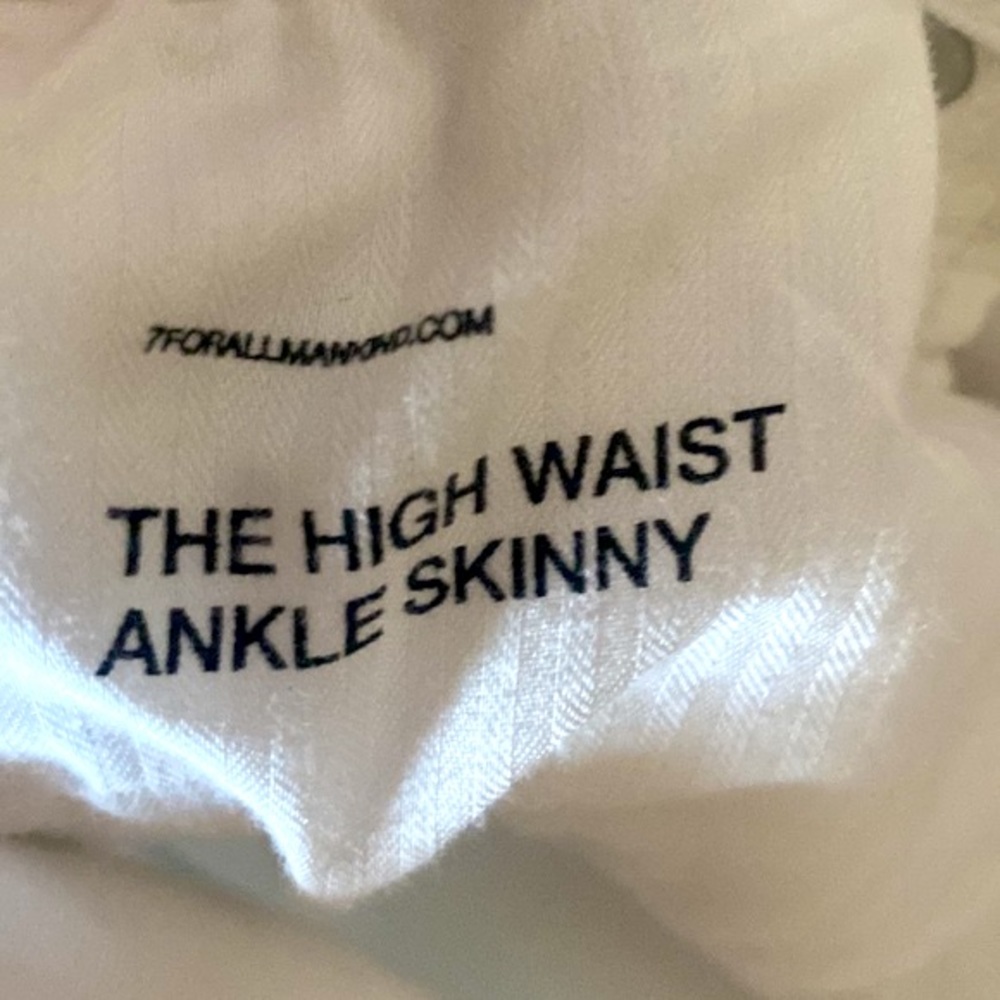 7FORALLMANKIND.COM
THE HIGH WAIST
ANKLE SKINNY